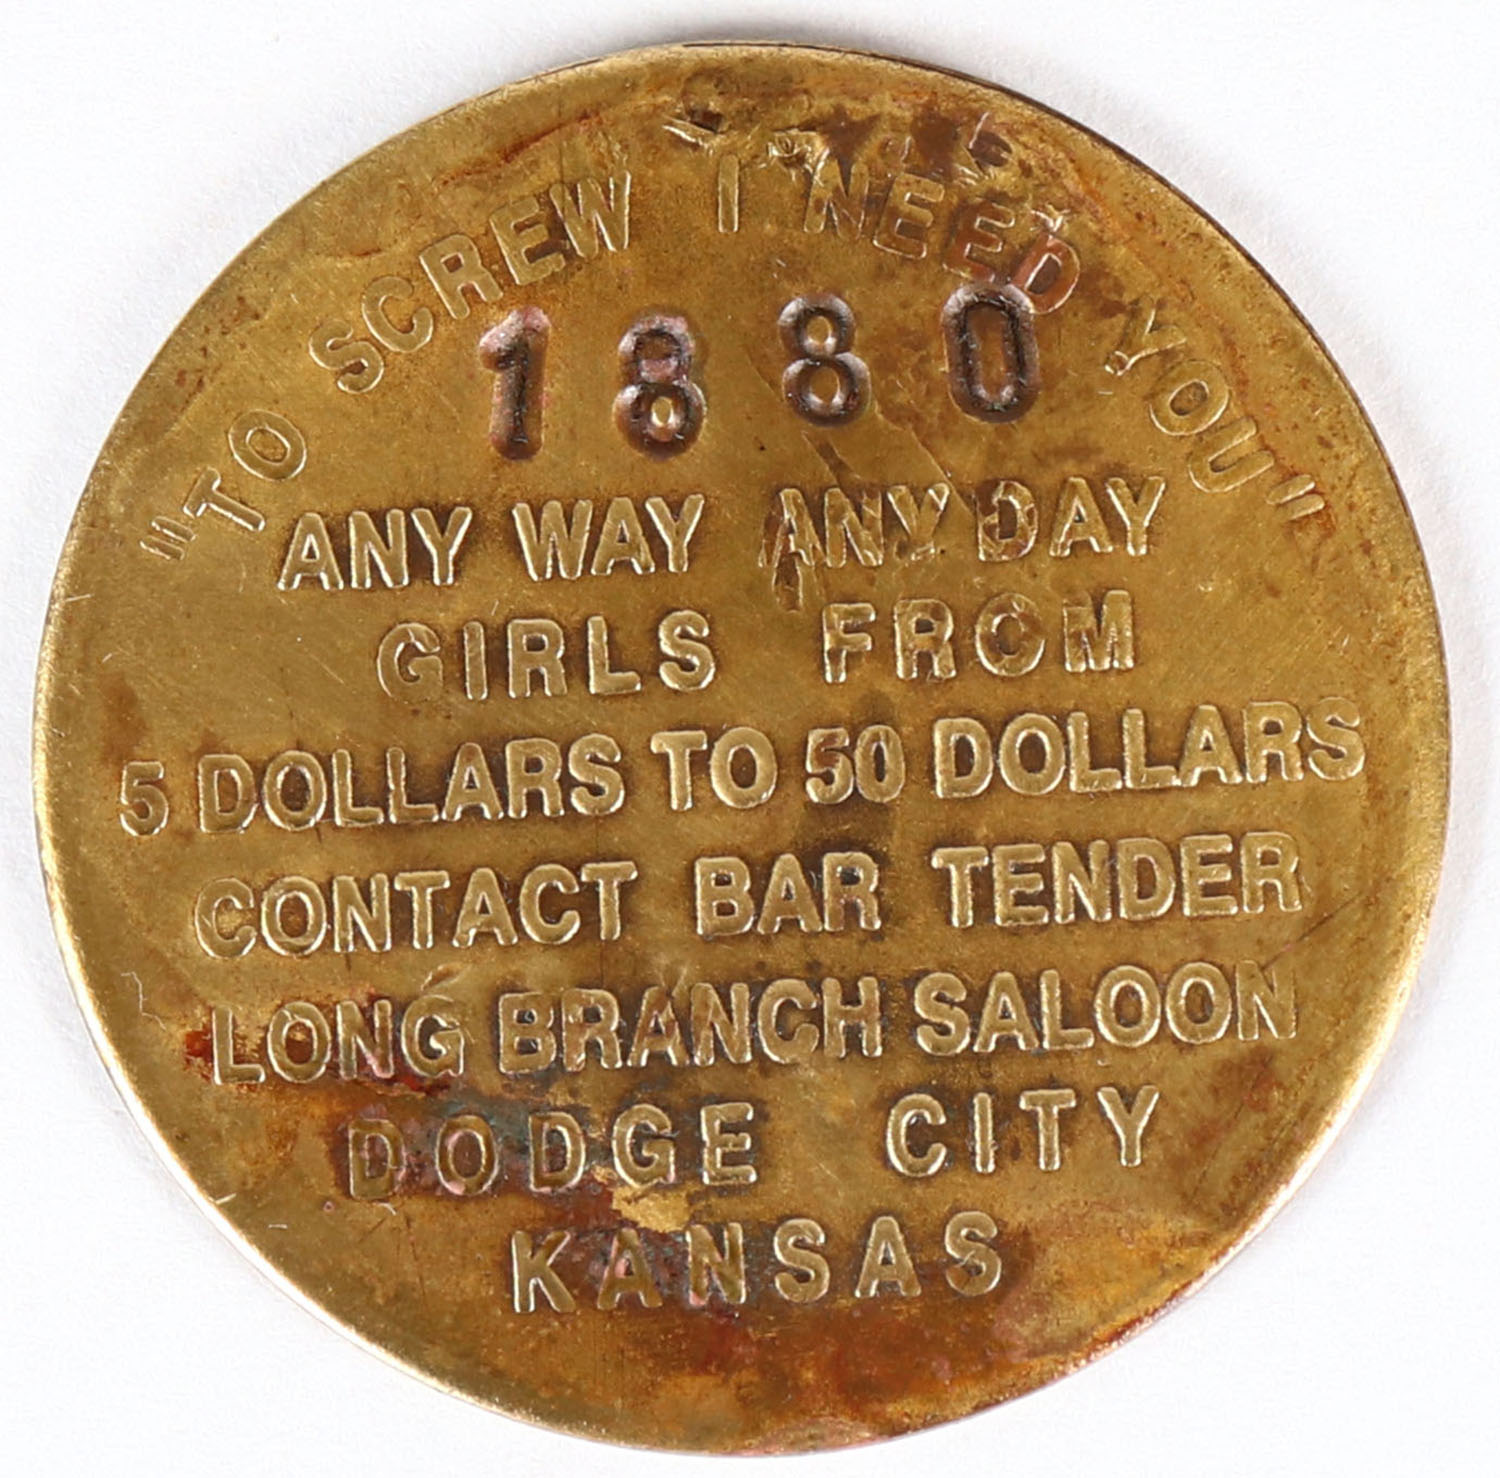 "TO SCREW I NEED YOU"
1880
ANY WAY ANY DAY
GIRLS FROM
5 DOLLARS TO 50 DOLLARS
CONTACT BAR TENDER
LONG BRANCH SALOON
DODGE CITY
KANSAS